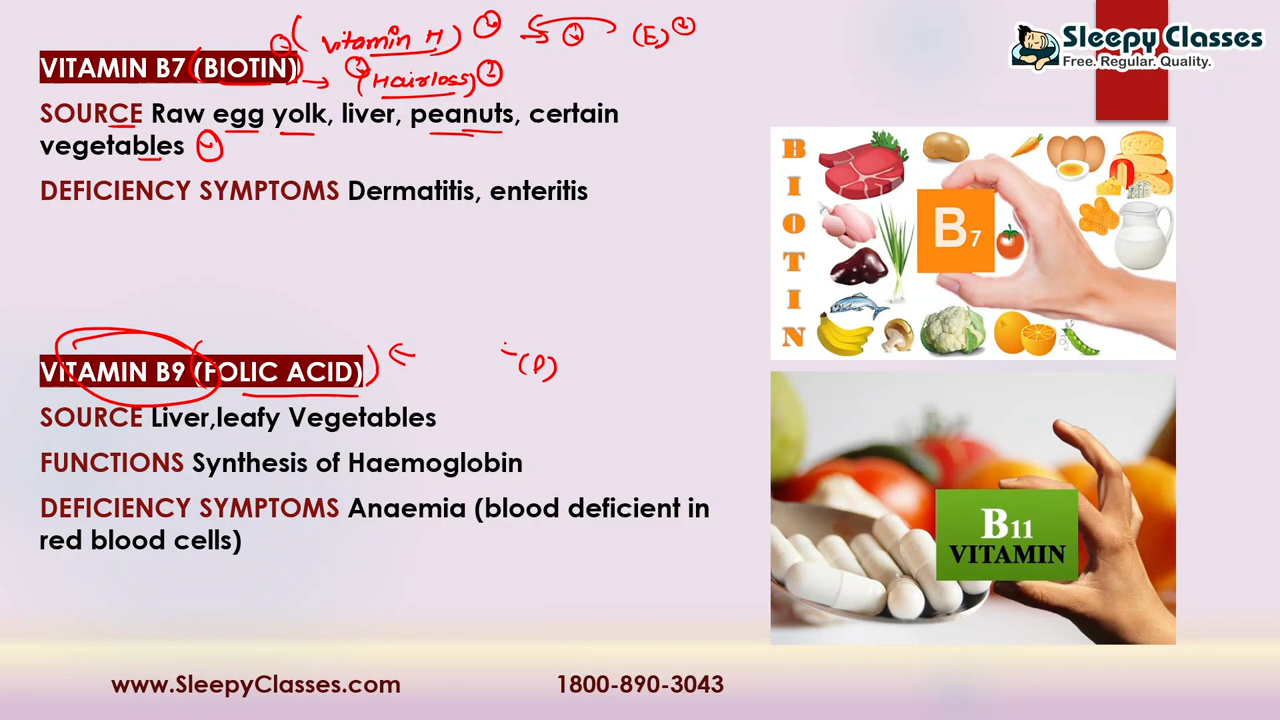 (Vitamin H)
(E)
Sleepy Classes
Free. Regular. Quality.
VITAMIN B7 (BIOTIN)
(Hairloss)
SOURCE Raw egg yolk, liver, peanuts, certain
vegetables
DEFICIENCY SYMPTOMS Dermatitis, enteritis
BIOTIN
B7
VITAMIN B9 (FOLIC ACID)
SOURCE Liver,leafy Vegetables
FUNCTIONS Synthesis of Haemoglobin
DEFICIENCY SYMPTOMS Anaemia (blood deficient in
red blood cells)
B11
VITAMIN
www.SleepyClasses.com
1800-890-3043